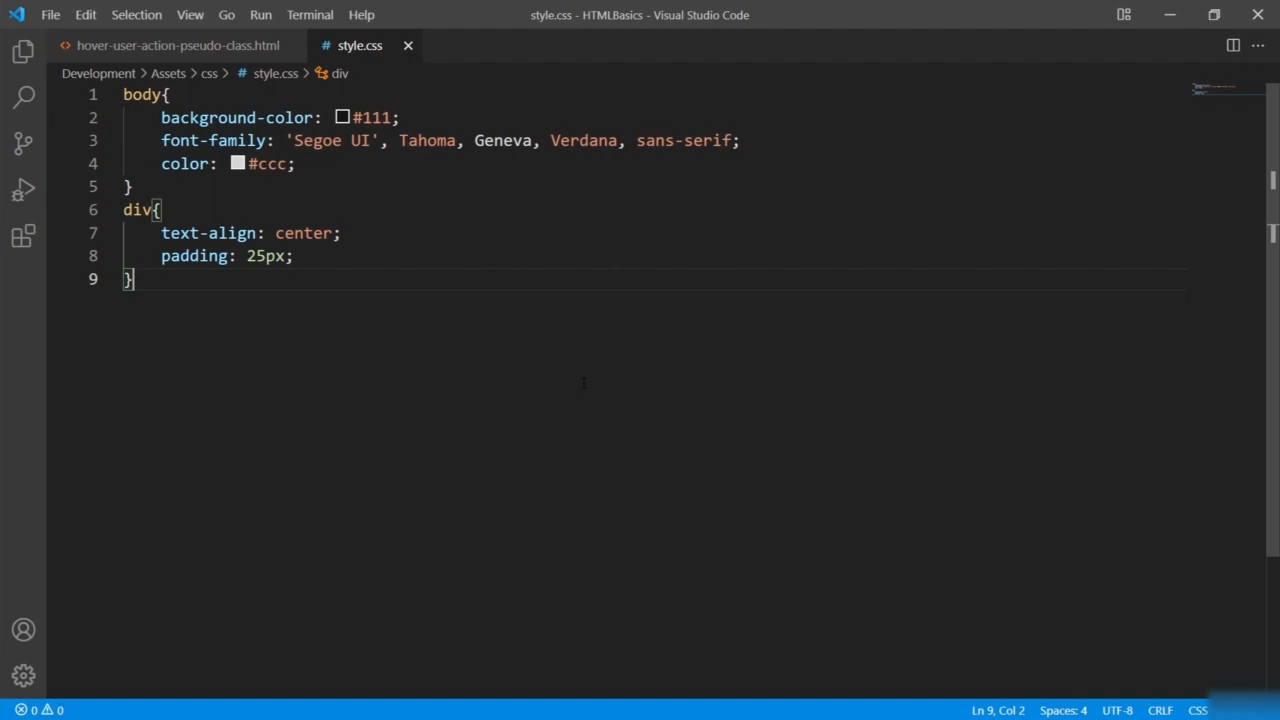 File Edit Selection View Go Run Terminal Help style.css - HTMLBasics - Visual Studio Code
hover-user-action-pseudo-class.html # style.css
Development > Assets > css > # style.css > div
1 body{
2 background-color: #111;
3 font-family: 'Segoe UI', Tahoma, Geneva, Verdana, sans-serif;
4 color: #ccc;
5 }
6 div{
7 text-align: center;
8 padding: 25px;
9 }
0 0 Ln 9, Col 2 Spaces: 4 UTF-8 CRLF CSS